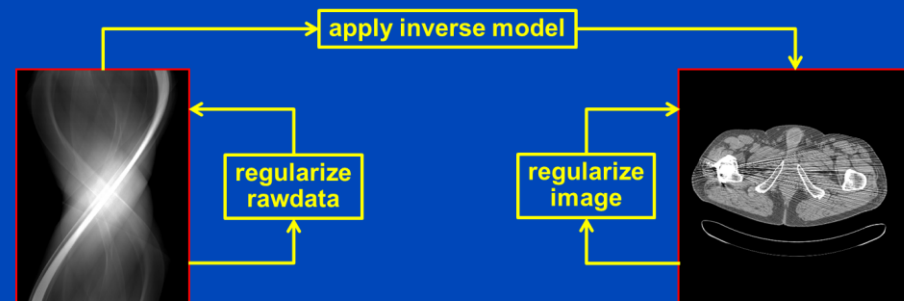 apply inverse model
regularize
rawdata
regularize
image